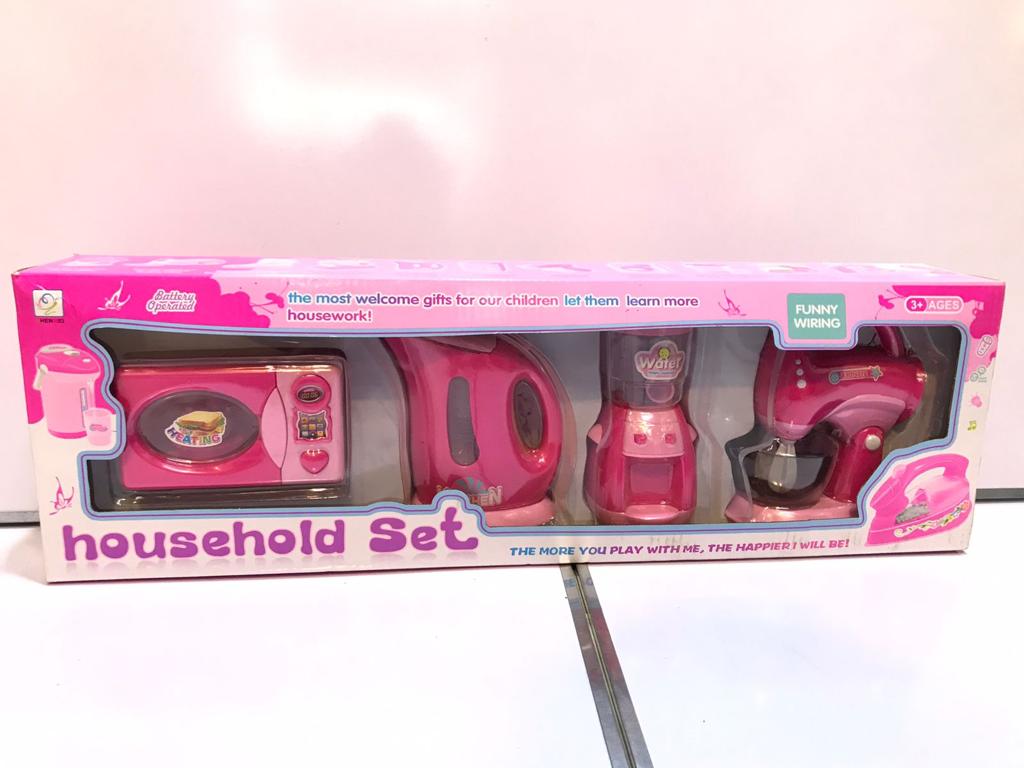 Battery
Operated
the most welcome gifts for our children let them learn more
housework!
FUNNY
WIRING
3+ AGES
Water
HEATING
household Set
THE MORE YOU PLAY WITH ME, THE HAPPIER I WILL BE!